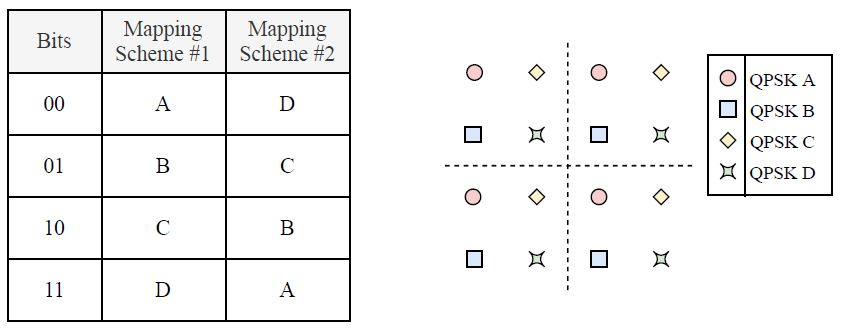 Bits
Mapping Scheme #1
Mapping Scheme #2
00
A
D
01
B
C
10
C
B
11
D
A
QPSK A
QPSK B
QPSK C
QPSK D